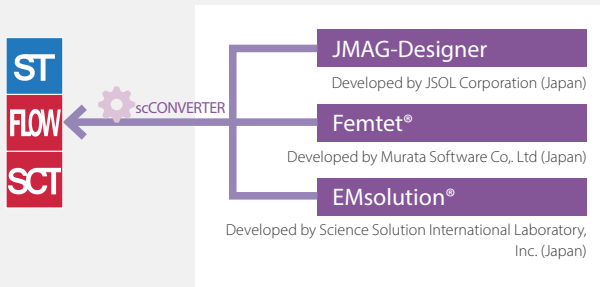 ST
FLOW
SCT
scCONVERTER
JMAG-Designer
Developed by JSOL Corporation (Japan)
Femtet®
Developed by Murata Software Co,. Ltd (Japan)
EMsolution®
Developed by Science Solution International Laboratory,
Inc. (Japan)